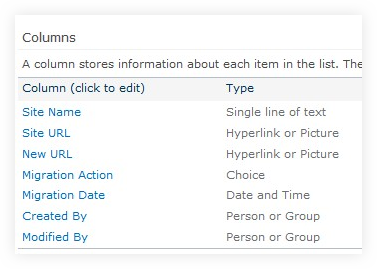 Columns
A column stores information about each item in the list. The
Column (click to edit) Type
Site Name Single line of text
Site URL Hyperlink or Picture
New URL Hyperlink or Picture
Migration Action Choice
Migration Date Date and Time
Created By Person or Group
Modified By Person or Group